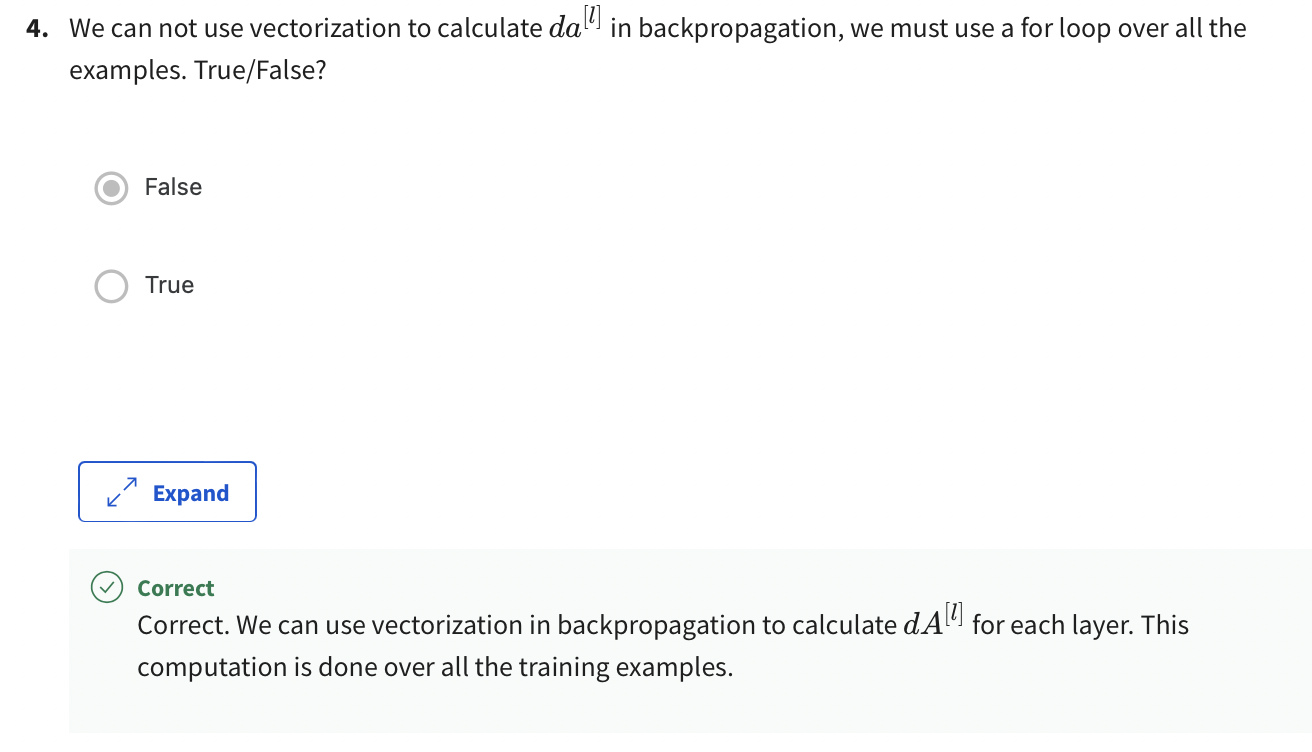 4. We can not use vectorization to calculate da^[l] in backpropagation, we must use a for loop over all the
examples. True/False?
False
True
Expand
Correct
Correct. We can use vectorization in backpropagation to calculate dA^[l] for each layer. This
computation is done over all the training examples.